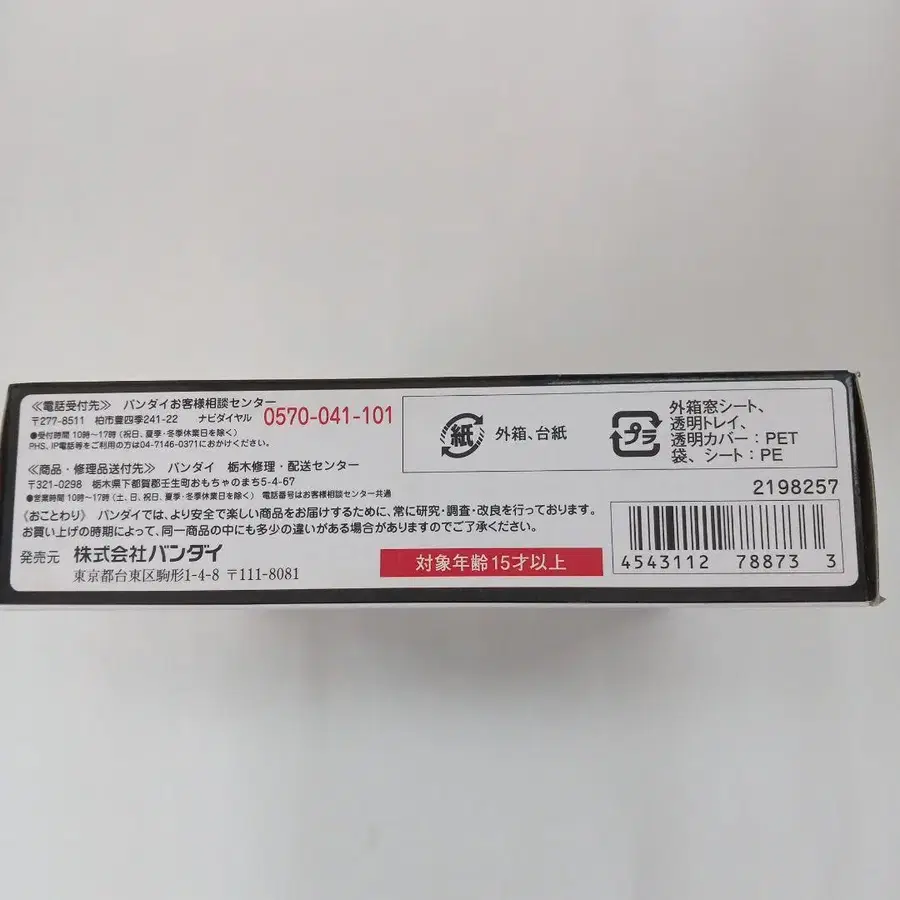 《電話受付先》 バンダイお客様相談センター
〒277-8511 柏市豊四季241-22 ナビダイヤル 0570-041-101
●受付時間 10時〜17時 (祝日、夏季・冬季休業日を除く)
PHS、IP電話等をご利用の方は04-7146-0371におかけください。
《商品・修理品送付先》 バンダイ 栃木修理・配送センター
〒321-0298 栃木県下都賀郡壬生町おもちゃのまち5-4-67
●営業時間 10時〜17時 (土、日、祝日、夏季・冬季休業日を除く) 電話番号はお客様相談センター共通
《おことわり》 バンダイでは、より安全で楽しい商品をお届けするために、常に研究・調査・改良を行っております。
お買い上げの時期によって、同一商品の中にも多少の違いがある場合がありますのでご了承ください。
発売元 株式会社バンダイ
東京都台東区駒形1-4-8 〒111-8081
対象年齢15才以上
紙 外箱、台紙
プラ
外箱窓シート、
透明トレイ、
透明カバー:PET
袋、シート:PE
2198257
4543112 78873 3